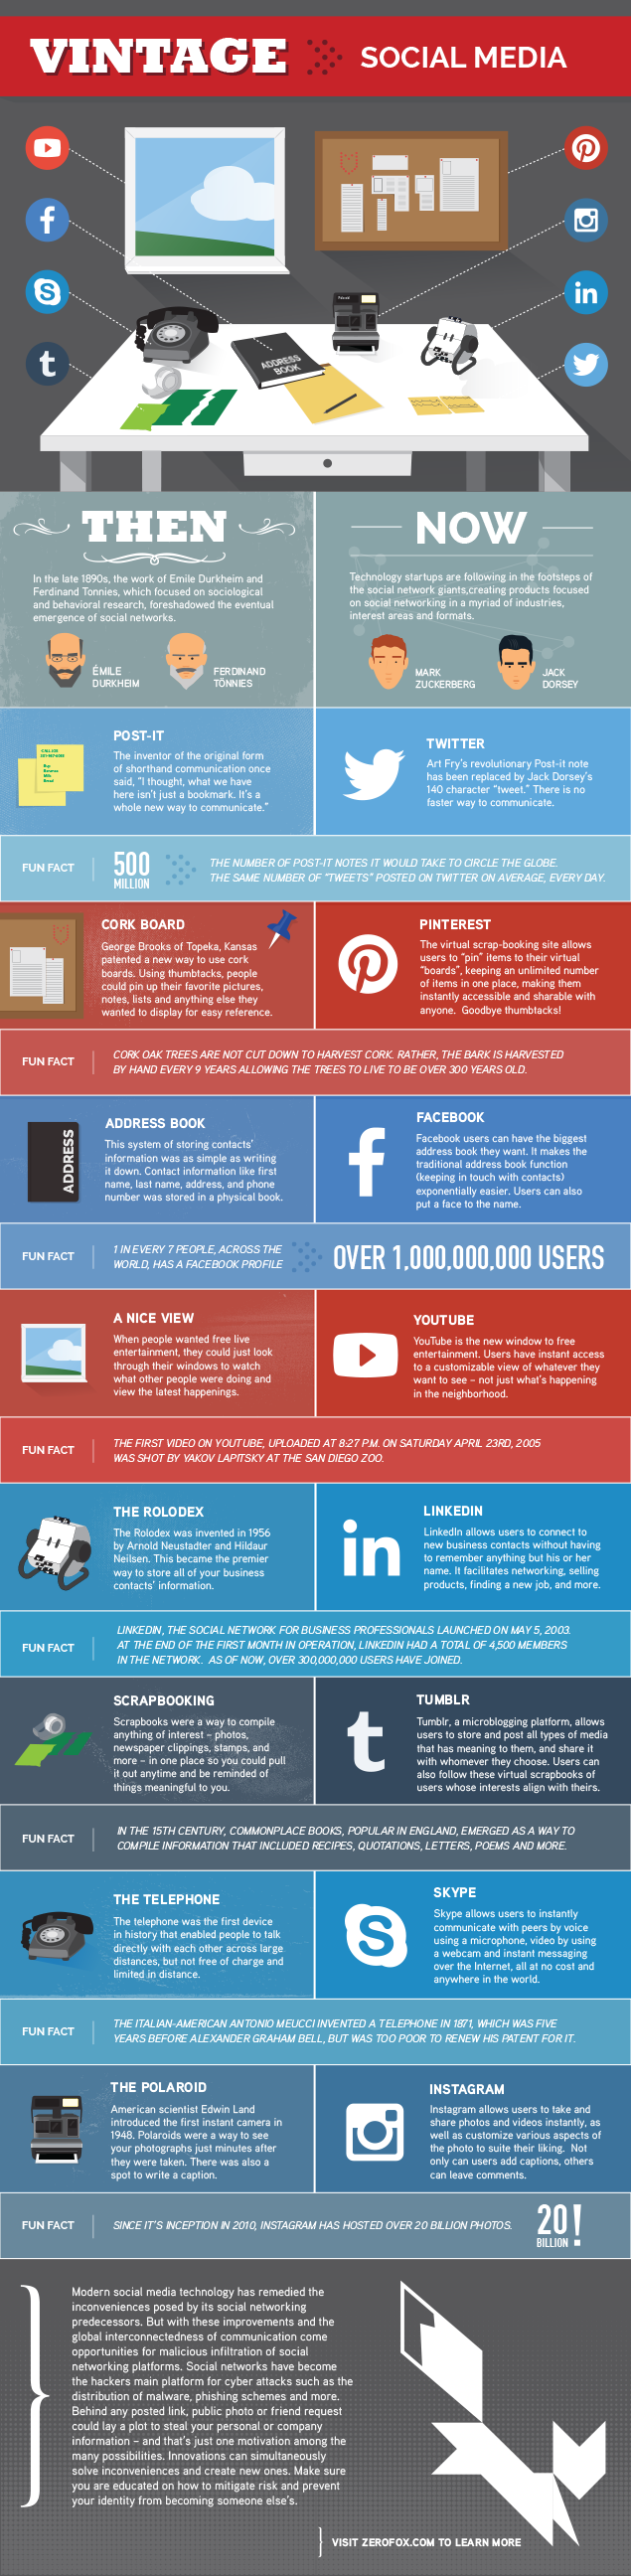 VINTAGE SOCIAL MEDIA
Polaroid
ADDRESS
BOOK
THEN
In the late 1890s, the work of Emile Durkheim and
Ferdinand Tonnies, which focused on sociological
and behavioral research, foreshadowed the eventual
emergence of social networks.
ÉMILE
DURKHEIM
FERDINAND
TÖNNIES
NOW
Technology startups are following in the footsteps of
the social network giants,creating products focused
on social networking in a myriad of industries,
interest areas and formats.
MARK
ZUCKERBERG
JACK
DORSEY
POST-IT
The inventor of the original form
of shorthand communication once
said, "I thought, what we have
here isn't just a bookmark. It's a
whole new way to communicate."
TWITTER
Art Fry's revolutionary Post-it note
has been replaced by Jack Dorsey's
140 character "tweet." There is no
faster way to communicate.
FUN FACT
500
MILLION
THE NUMBER OF POST-IT NOTES IT WOULD TAKE TO CIRCLE THE GLOBE.
THE SAME NUMBER OF "TWEETS" POSTED ON TWITTER ON AVERAGE, EVERY DAY.
CORK BOARD
George Brooks of Topeka, Kansas
patented a new way to use cork
boards. Using thumbtacks, people
could pin up their favorite pictures,
notes, lists and anything else they
wanted to display for easy reference.
PINTEREST
The virtual scrap-booking site allows
users to "pin" items to their virtual
"boards", keeping an unlimited number
of items in one place, making them
instantly accessible and sharable with
anyone. Goodbye thumbtacks!
FUN FACT
CORK OAK TREES ARE NOT CUT DOWN TO HARVEST CORK. RATHER, THE BARK IS HARVESTED
BY HAND EVERY 9 YEARS ALLOWING THE TREES TO LIVE TO BE OVER 300 YEARS OLD.
ADDRESS
ADDRESS BOOK
This system of storing contacts'
information was as simple as writing
it down. Contact information like first
name, last name, address, and phone
number was stored in a physical book.
FACEBOOK
Facebook users can have the biggest
address book they want. It makes the
traditional address book function
(keeping in touch with contacts)
exponentially easier. Users can also
put a face to the name.
FUN FACT
1 IN EVERY 7 PEOPLE, ACROSS THE
WORLD, HAS A FACEBOOK PROFILE
OVER 1,000,000,000 USERS
A NICE VIEW
When people wanted free live
entertainment, they could just look
through their windows to watch
what other people were doing and
view the latest happenings.
YOUTUBE
YouTube is the new window to free
entertainment. Users have instant access
to a customizable view of whatever they
want to see – not just what's happening
in the neighborhood.
FUN FACT
THE FIRST VIDEO ON YOUTUBE, UPLOADED AT 8:27 P.M. ON SATURDAY APRIL 23RD, 2005
WAS SHOT BY YAKOV LAPITSKY AT THE SAN DIEGO ZOO.
THE ROLODEX
The Rolodex was invented in 1956
by Arnold Neustadter and Hildaur
Neilsen. This became the premier
way to store all of your business
contacts' information.
LINKEDIN
LinkedIn allows users to connect to
new business contacts without having
to remember anything but his or her
name. It facilitates networking, selling
products, finding a new job, and more.
FUN FACT
LINKEDIN, THE SOCIAL NETWORK FOR BUSINESS PROFESSIONALS LAUNCHED ON MAY 5, 2003.
AT THE END OF THE FIRST MONTH IN OPERATION, LINKEDIN HAD A TOTAL OF 4,500 MEMBERS
IN THE NETWORK. AS OF NOW, OVER 300,000,000 USERS HAVE JOINED.
SCRAPBOOKING
Scrapbooks were a way to compile
anything of interest – photos,
newspaper clippings, stamps, and
more – in one place so you could pull
it out anytime and be reminded of
things meaningful to you.
TUMBLR
Tumblr, a microblogging platform, allows
users to store and post all types of media
that has meaning to them, and share it
with whomever they choose. Users can
also follow these virtual scrapbooks of
users whose interests align with theirs.
FUN FACT
IN THE 15TH CENTURY, COMMONPLACE BOOKS, POPULAR IN ENGLAND, EMERGED AS A WAY TO
COMPILE INFORMATION THAT INCLUDED RECIPES, QUOTATIONS, LETTERS, POEMS AND MORE.
THE TELEPHONE
The telephone was the first device
in history that enabled people to talk
directly with each other across large
distances, but not free of charge and
limited in distance.
SKYPE
Skype allows users to instantly
communicate with peers by voice
using a microphone, video by using
a webcam and instant messaging
over the Internet, all at no cost and
anywhere in the world.
FUN FACT
THE ITALIAN-AMERICAN ANTONIO MEUCCI INVENTED A TELEPHONE IN 1871, WHICH WAS FIVE
YEARS BEFORE ALEXANDER GRAHAM BELL, BUT WAS TOO POOR TO RENEW HIS PATENT FOR IT.
THE POLAROID
American scientist Edwin Land
introduced the first instant camera in
1948. Polaroids were a way to see
your photographs just minutes after
they were taken. There was also a
spot to write a caption.
INSTAGRAM
Instagram allows users to take and
share photos and videos instantly, as
well as customize various aspects of
the photo to suite their liking. Not
only can users add captions, others
can leave comments.
FUN FACT
SINCE IT'S INCEPTION IN 2010, INSTAGRAM HAS HOSTED OVER 20 BILLION PHOTOS.
20!
BILLION
Modern social media technology has remedied the
inconveniences posed by its social networking
predecessors. But with these improvements and the
global interconnectedness of communication come
opportunities for malicious infiltration of social
networking platforms. Social networks have become
the hackers main platform for cyber attacks such as the
distribution of malware, phishing schemes and more.
Behind any posted link, public photo or friend request
could lay a plot to steal your personal or company
information – and that's just one motivation among the
many possibilities. Innovations can simultaneously
solve inconveniences and create new ones. Make sure
you are educated on how to mitigate risk and prevent
your identity from becoming someone else's.
VISIT ZEROFOX.COM TO LEARN MORE